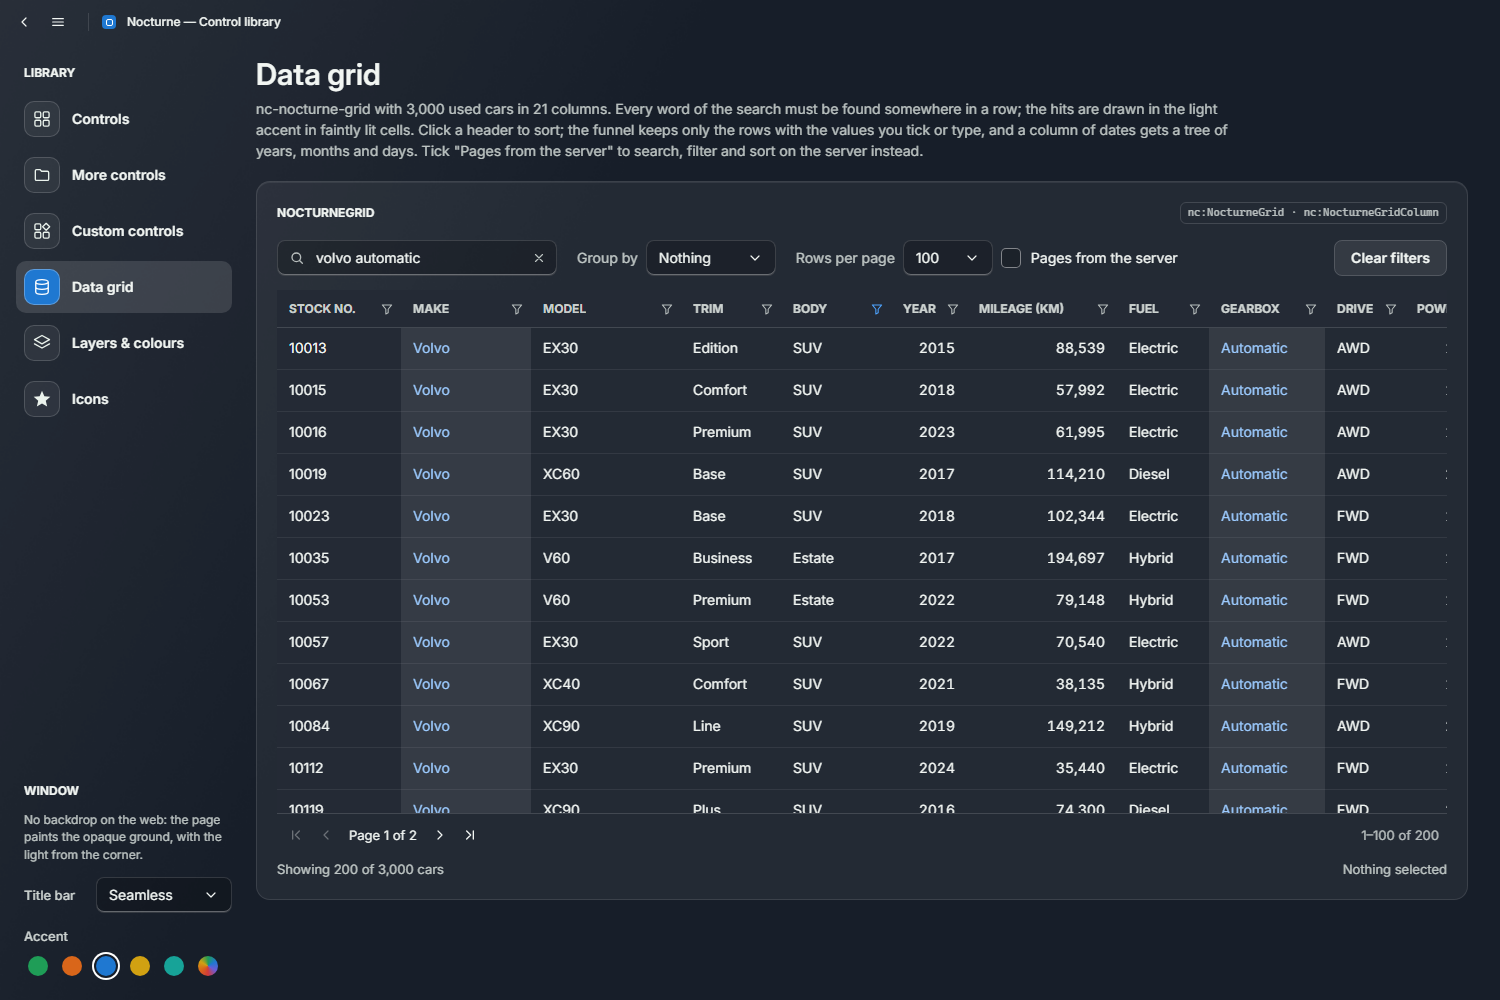 Nocturne — Control library
LIBRARY
Controls
More controls
Custom controls
Data grid
Layers & colours
Icons
WINDOW
No backdrop on the web: the page
paints the opaque ground, with the
light from the corner.
Title bar
Seamless
Accent
Data grid
nc-nocturne-grid with 3,000 used cars in 21 columns. Every word of the search must be found somewhere in a row; the hits are drawn in the light
accent in faintly lit cells. Click a header to sort; the funnel keeps only the rows with the values you tick or type, and a column of dates gets a tree of
years, months and days. Tick "Pages from the server" to search, filter and sort on the server instead.
NOCTURNEGRID
nc:NocturneGrid · nc:NocturneGridColumn
volvo automatic
Group by
Nothing
Rows per page
100
Pages from the server
Clear filters
STOCK NO. MAKE MODEL TRIM BODY YEAR MILEAGE (KM) FUEL GEARBOX DRIVE POW
10013 Volvo EX30 Edition SUV 2015 88,539 Electric Automatic AWD
10015 Volvo EX30 Comfort SUV 2018 57,992 Electric Automatic AWD
10016 Volvo EX30 Premium SUV 2023 61,995 Electric Automatic AWD
10019 Volvo XC60 Base SUV 2017 114,210 Diesel Automatic AWD
10023 Volvo EX30 Base SUV 2018 102,344 Electric Automatic FWD
10035 Volvo V60 Business Estate 2017 194,697 Hybrid Automatic FWD
10053 Volvo V60 Premium Estate 2022 79,148 Hybrid Automatic FWD
10057 Volvo EX30 Sport SUV 2022 70,540 Electric Automatic AWD
10067 Volvo XC40 Comfort SUV 2021 38,135 Hybrid Automatic FWD
10084 Volvo XC90 Line SUV 2019 149,212 Hybrid Automatic AWD
10112 Volvo EX30 Premium SUV 2024 35,440 Electric Automatic FWD
10119 Volvo XC90 Plus SUV 2016 74,300 Diesel Automatic FWD
Page 1 of 2
1–100 of 200
Showing 200 of 3,000 cars
Nothing selected